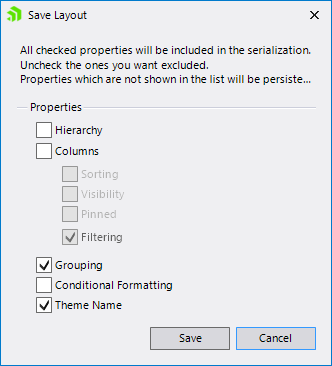 Save Layout
All checked properties will be included in the serialization.
Uncheck the ones you want excluded.
Properties which are not shown in the list will be persiste...
Properties
Hierarchy
Columns
Sorting
Visibility
Pinned
Filtering
Grouping
Conditional Formatting
Theme Name
Save Cancel